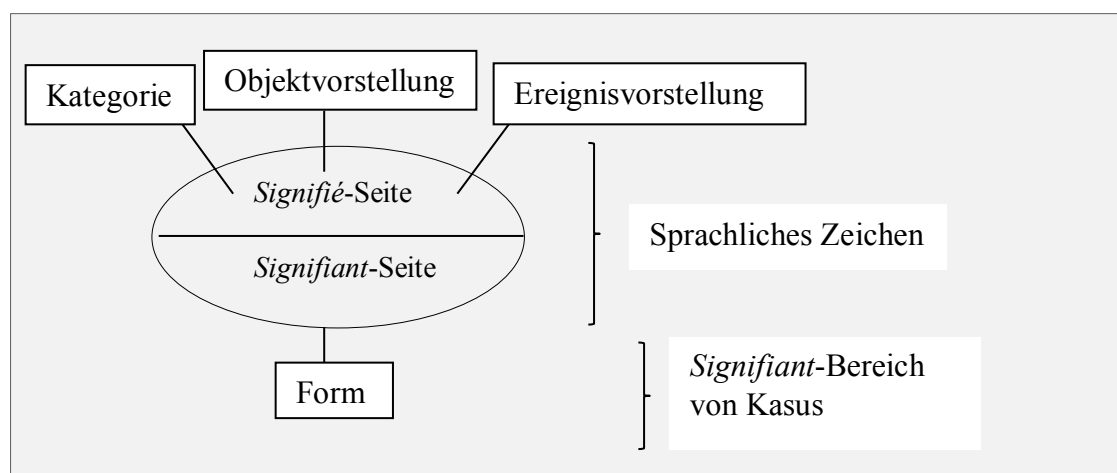 Kategorie
Objektvorstellung
Ereignisvorstellung
Signifié-Seite
Signifiant-Seite
Sprachliches Zeichen
Form
Signifiant-Bereich
von Kasus